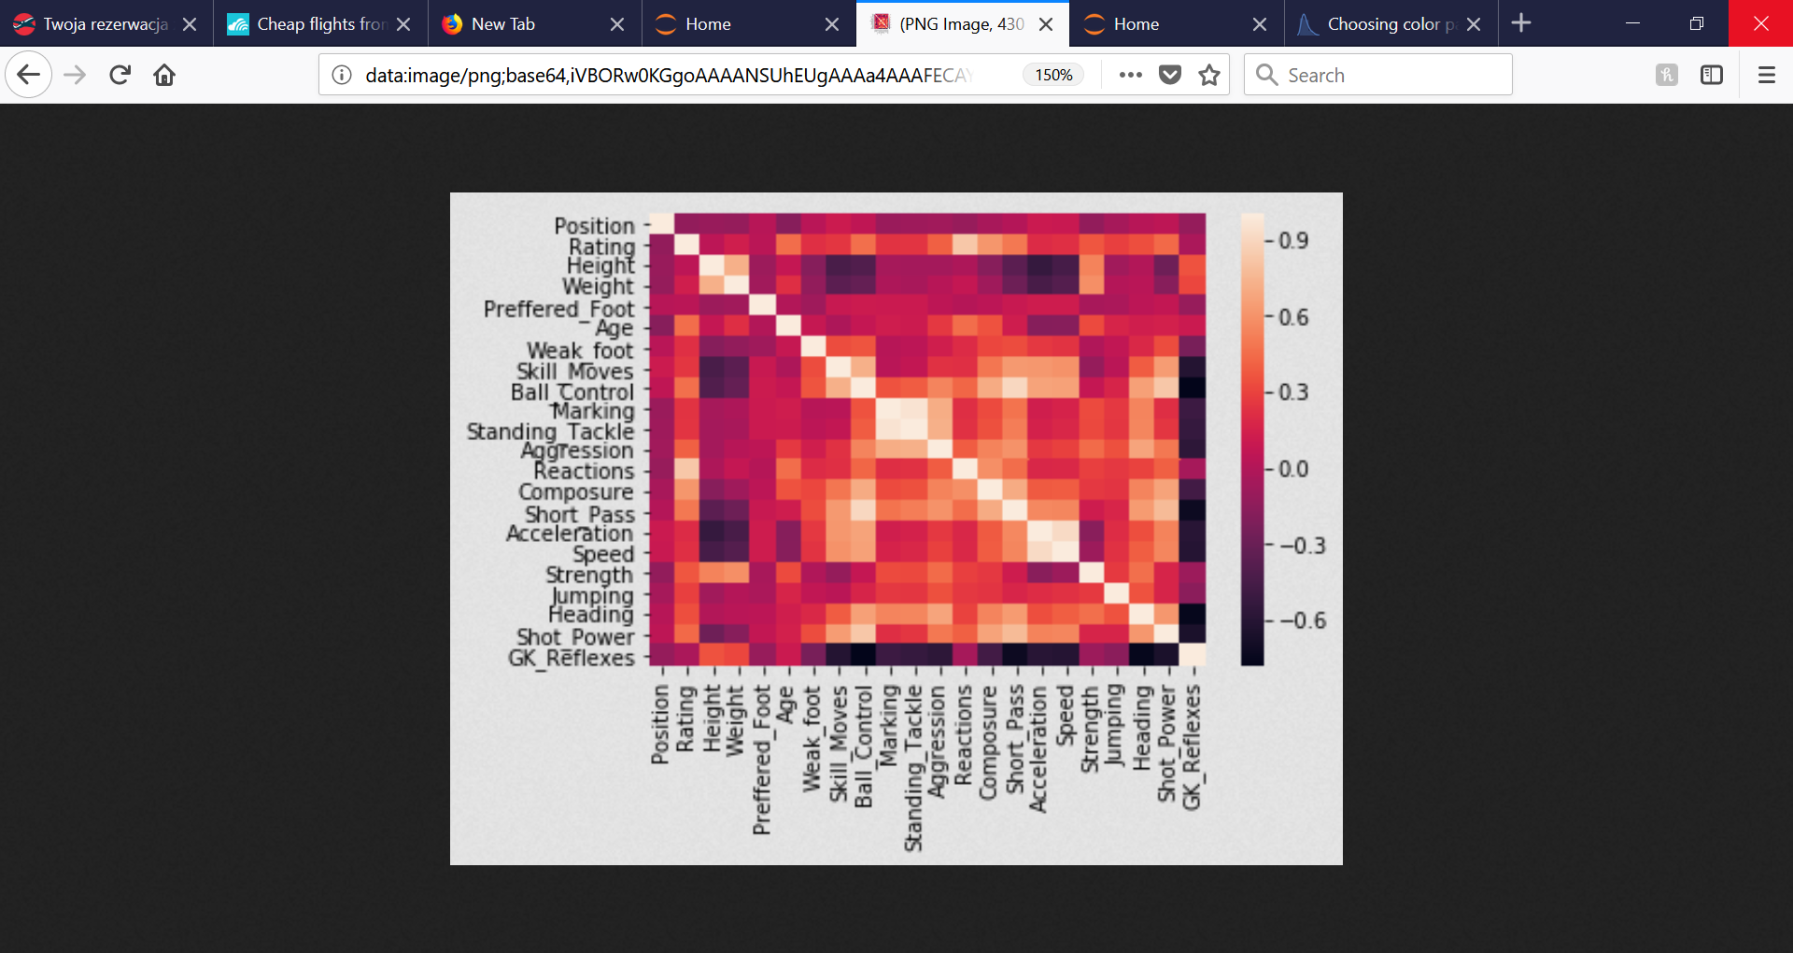 Twoja rezerwacja
Cheap flights from
New Tab
Home
(PNG Image, 430
Home
Choosing color p
data:image/png;base64,iVBORw0KGgoAAAANSUhEUgAAAa4AAAFECAY
150%
Search
Position
Rating
Height
Weight
Preffered_Foot
Age
Weak_foot
Skill_Moves
Ball_Control
Marking
Standing_Tackle
Aggression
Reactions
Composure
Short_Pass
Acceleration
Speed
Strength
Jumping
Heading
Shot_Power
GK_Reflexes
0.9
0.6
0.3
0.0
−0.3
−0.6
Position
Rating
Height
Weight
Preffered_Foot
Age
Weak_foot
Skill_Moves
Ball_Control
Marking
Standing_Tackle
Aggression
Reactions
Composure
Short_Pass
Acceleration
Speed
Strength
Jumping
Heading
Shot_Power
GK_Reflexes